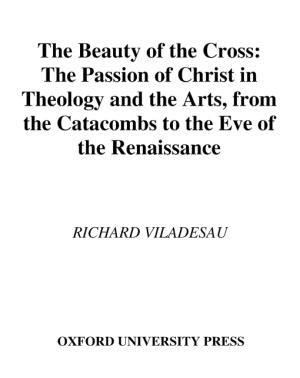 The Beauty of the Cross:
The Passion of Christ in
Theology and the Arts, from
the Catacombs to the Eve of
the Renaissance
RICHARD VILADESAU
OXFORD UNIVERSITY PRESS